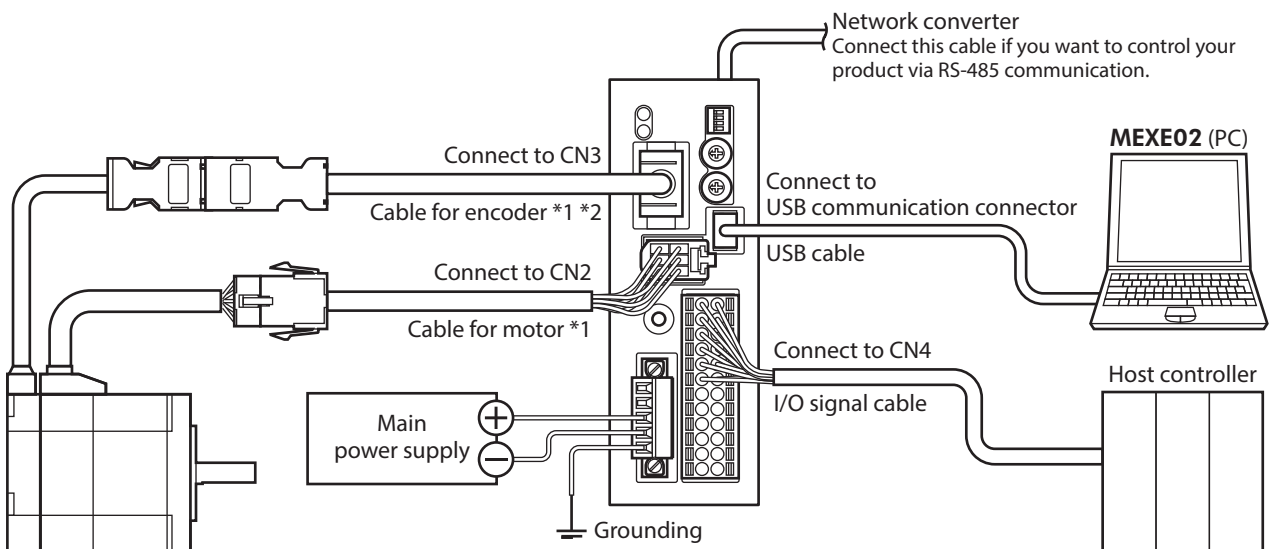 Network converter
Connect this cable if you want to control your
product via RS-485 communication.
MEXE02 (PC)
Connect to CN3
Cable for encoder *1 *2
Connect to
USB communication connector
USB cable
Connect to CN2
Cable for motor *1
Connect to CN4
I/O signal cable
Host controller
Main
power supply
+
−
Grounding